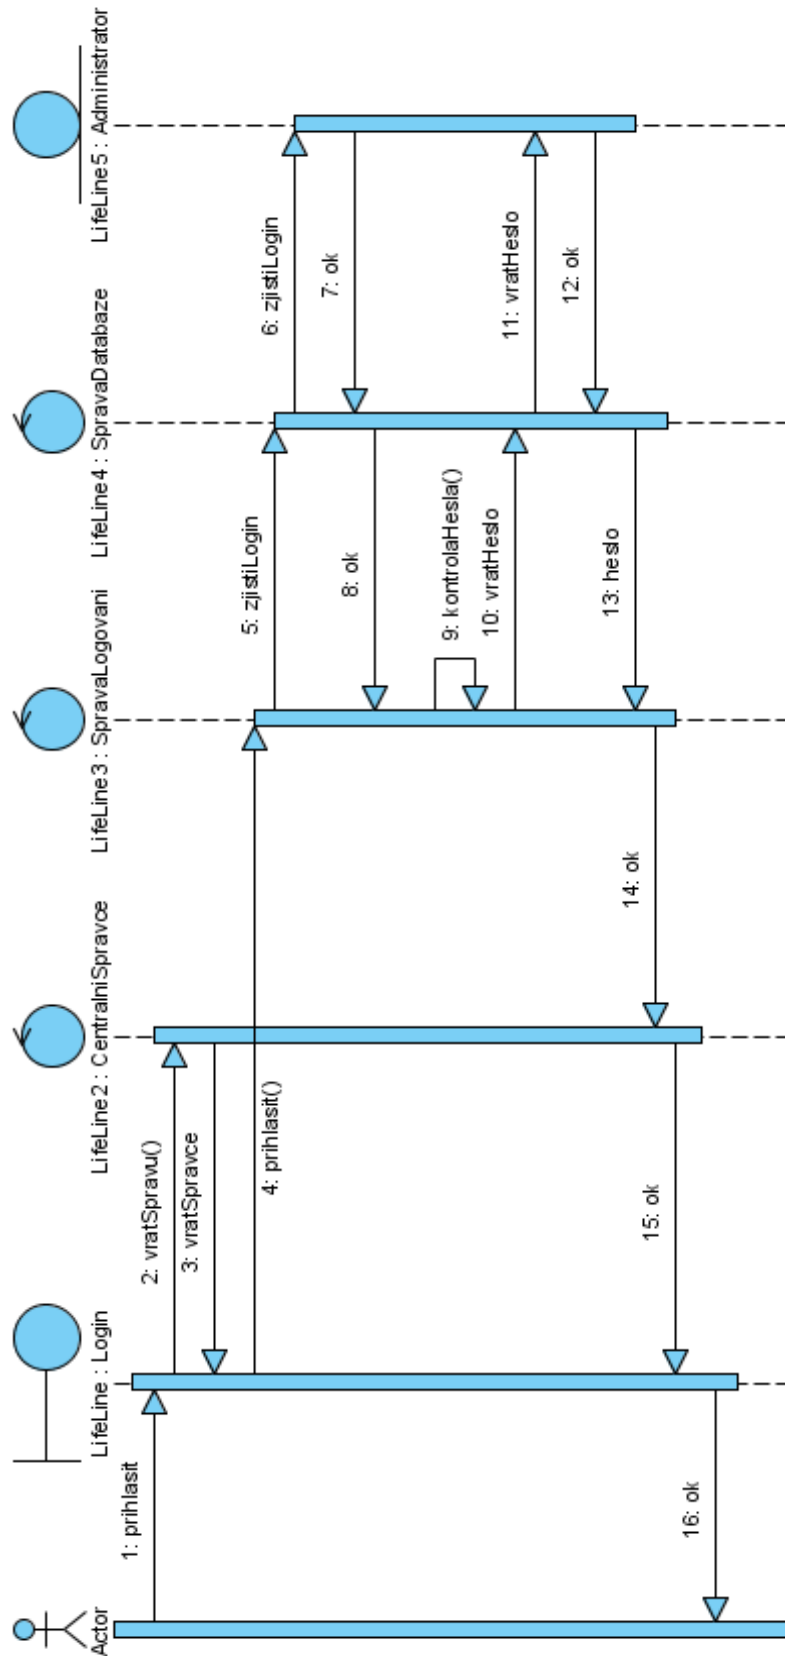 Actor
LifeLine : Login
LifeLine2 : CentralniSpravce
LifeLine3 : SpravaLogovani
LifeLine4 : SpravaDatabaze
LifeLine5 : Administrator
1: prihlasit
2: vratSpravu()
3: vratSpravce
4: prihlasit()
5: zjistiLogin
6: zjistiLogin
7: ok
8: ok
9: kontrolaHesla()
10: vratHeslo
11: vratHeslo
12: ok
13: heslo
14: ok
15: ok
16: ok